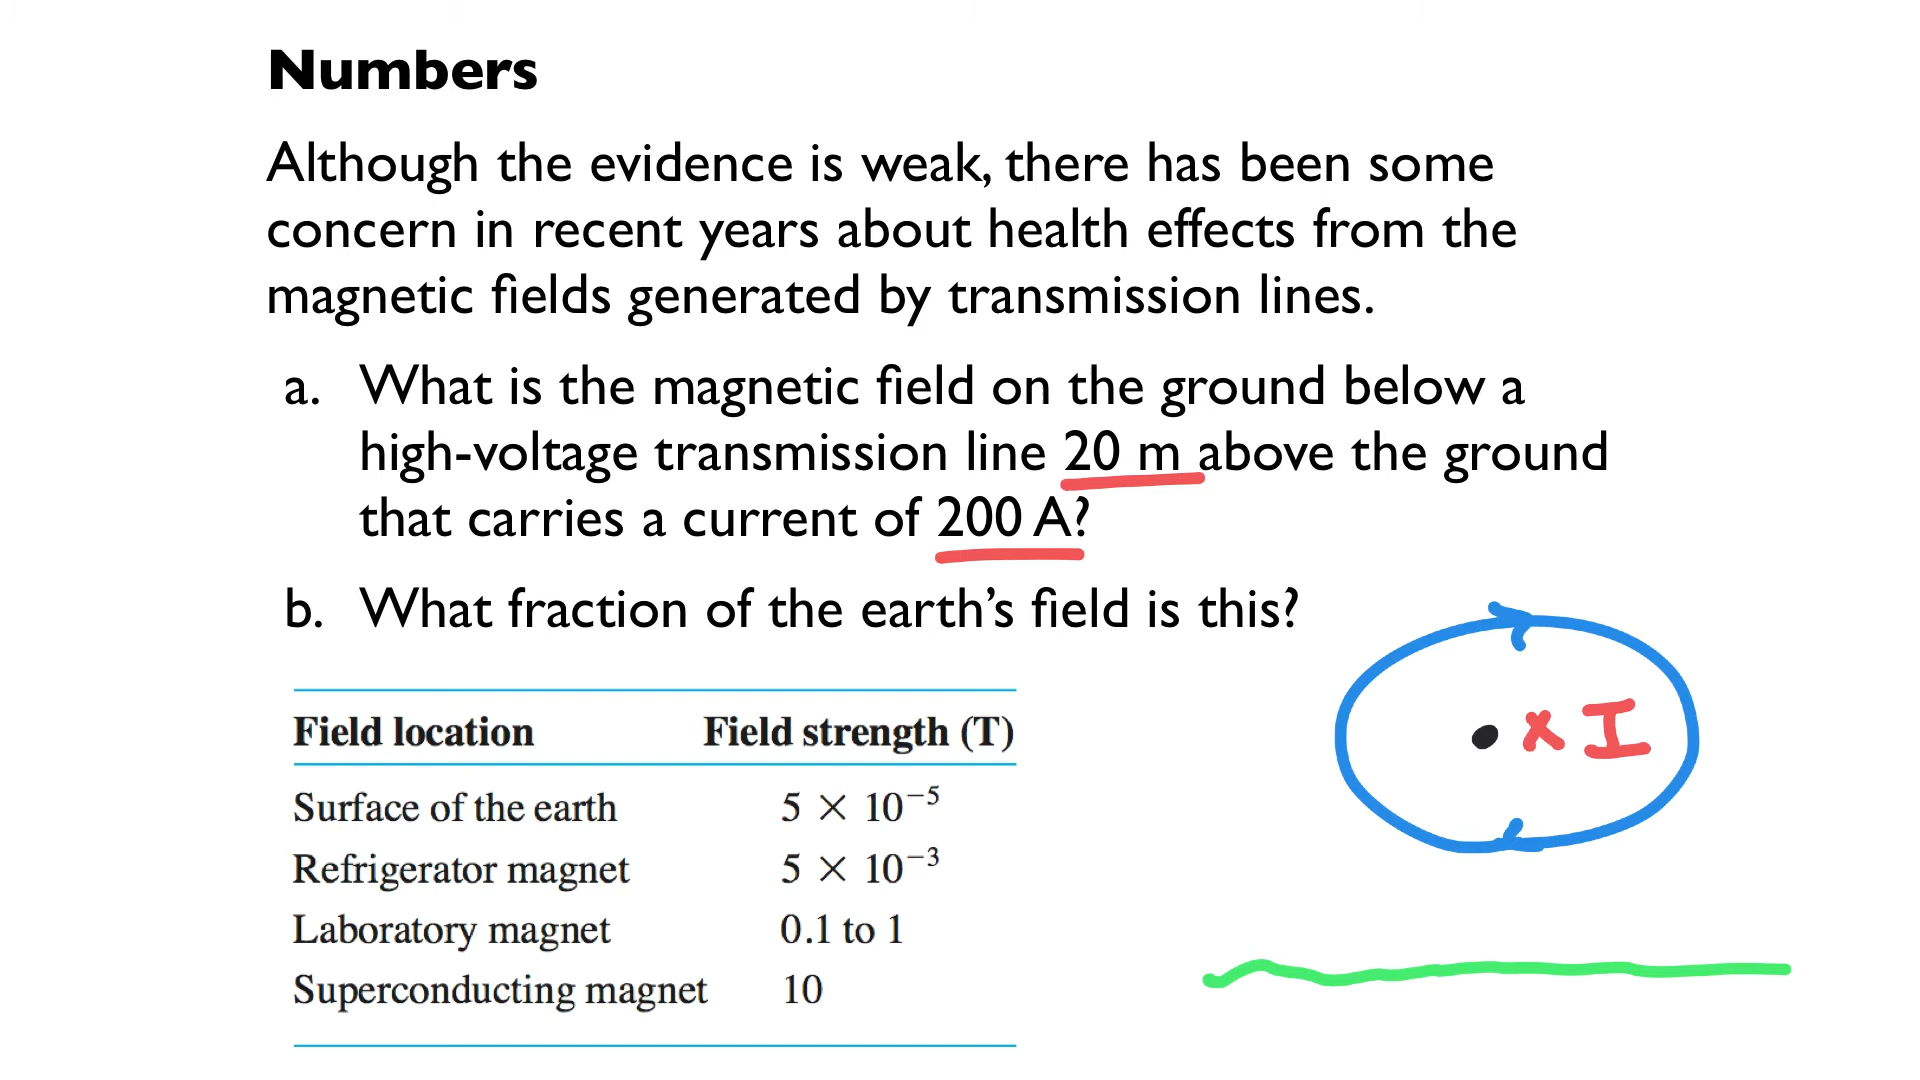 Numbers
Although the evidence is weak, there has been some
concern in recent years about health effects from the
magnetic fields generated by transmission lines.
a. What is the magnetic field on the ground below a
high-voltage transmission line 20 m above the ground
that carries a current of 200 A?
b. What fraction of the earth’s field is this?
Field location Field strength (T)
Surface of the earth 5 × 10⁻⁵
Refrigerator magnet 5 × 10⁻³
Laboratory magnet 0.1 to 1
Superconducting magnet 10
× I